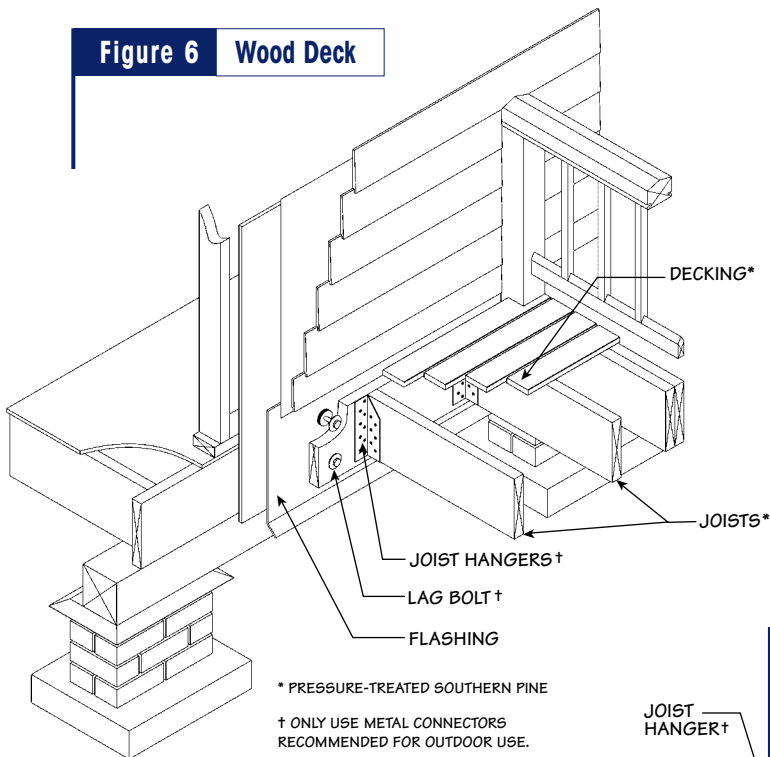 Figure 6 Wood Deck
DECKING*
JOISTS*
JOIST HANGERS†
LAG BOLT†
FLASHING
* PRESSURE-TREATED SOUTHERN PINE
† ONLY USE METAL CONNECTORS
RECOMMENDED FOR OUTDOOR USE.
JOIST
HANGER†